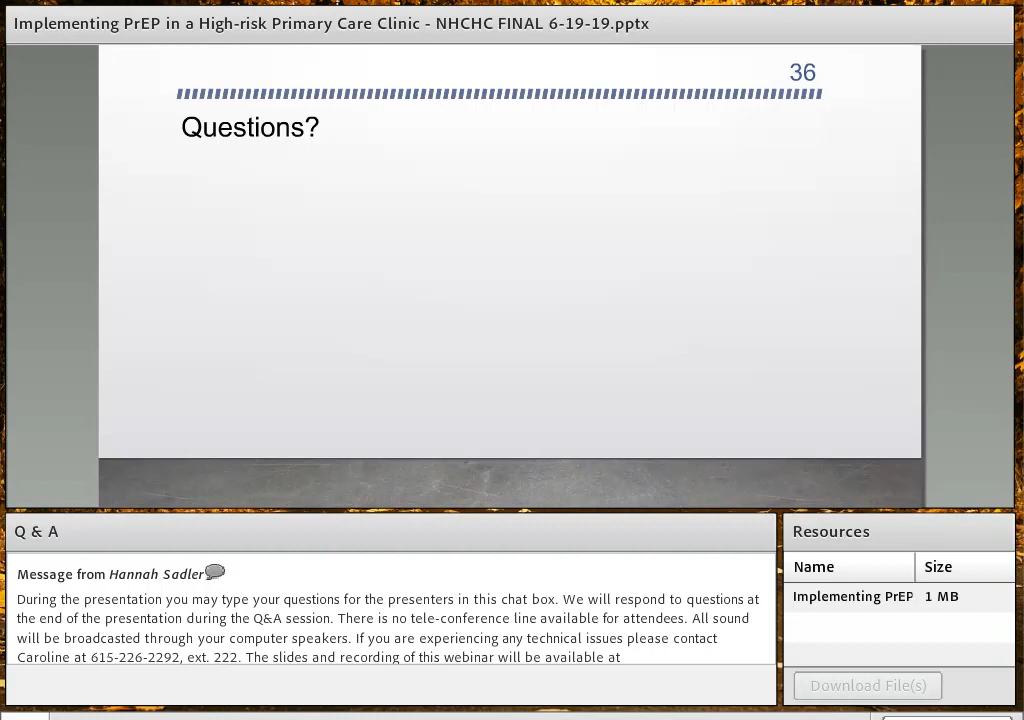 Implementing PrEP in a High-risk Primary Care Clinic - NHCHC FINAL 6-19-19.pptx
36
Questions?
Q & A
Message from Hannah Sadler
During the presentation you may type your questions for the presenters in this chat box. We will respond to questions at
the end of the presentation during the Q&A session. There is no tele-conference line available for attendees. All sound
will be broadcasted through your computer speakers. If you are experiencing any technical issues please contact
Caroline at 615-226-2292, ext. 222. The slides and recording of this webinar will be available at
Resources
Name Size
Implementing PrEP 1 MB
Download File(s)